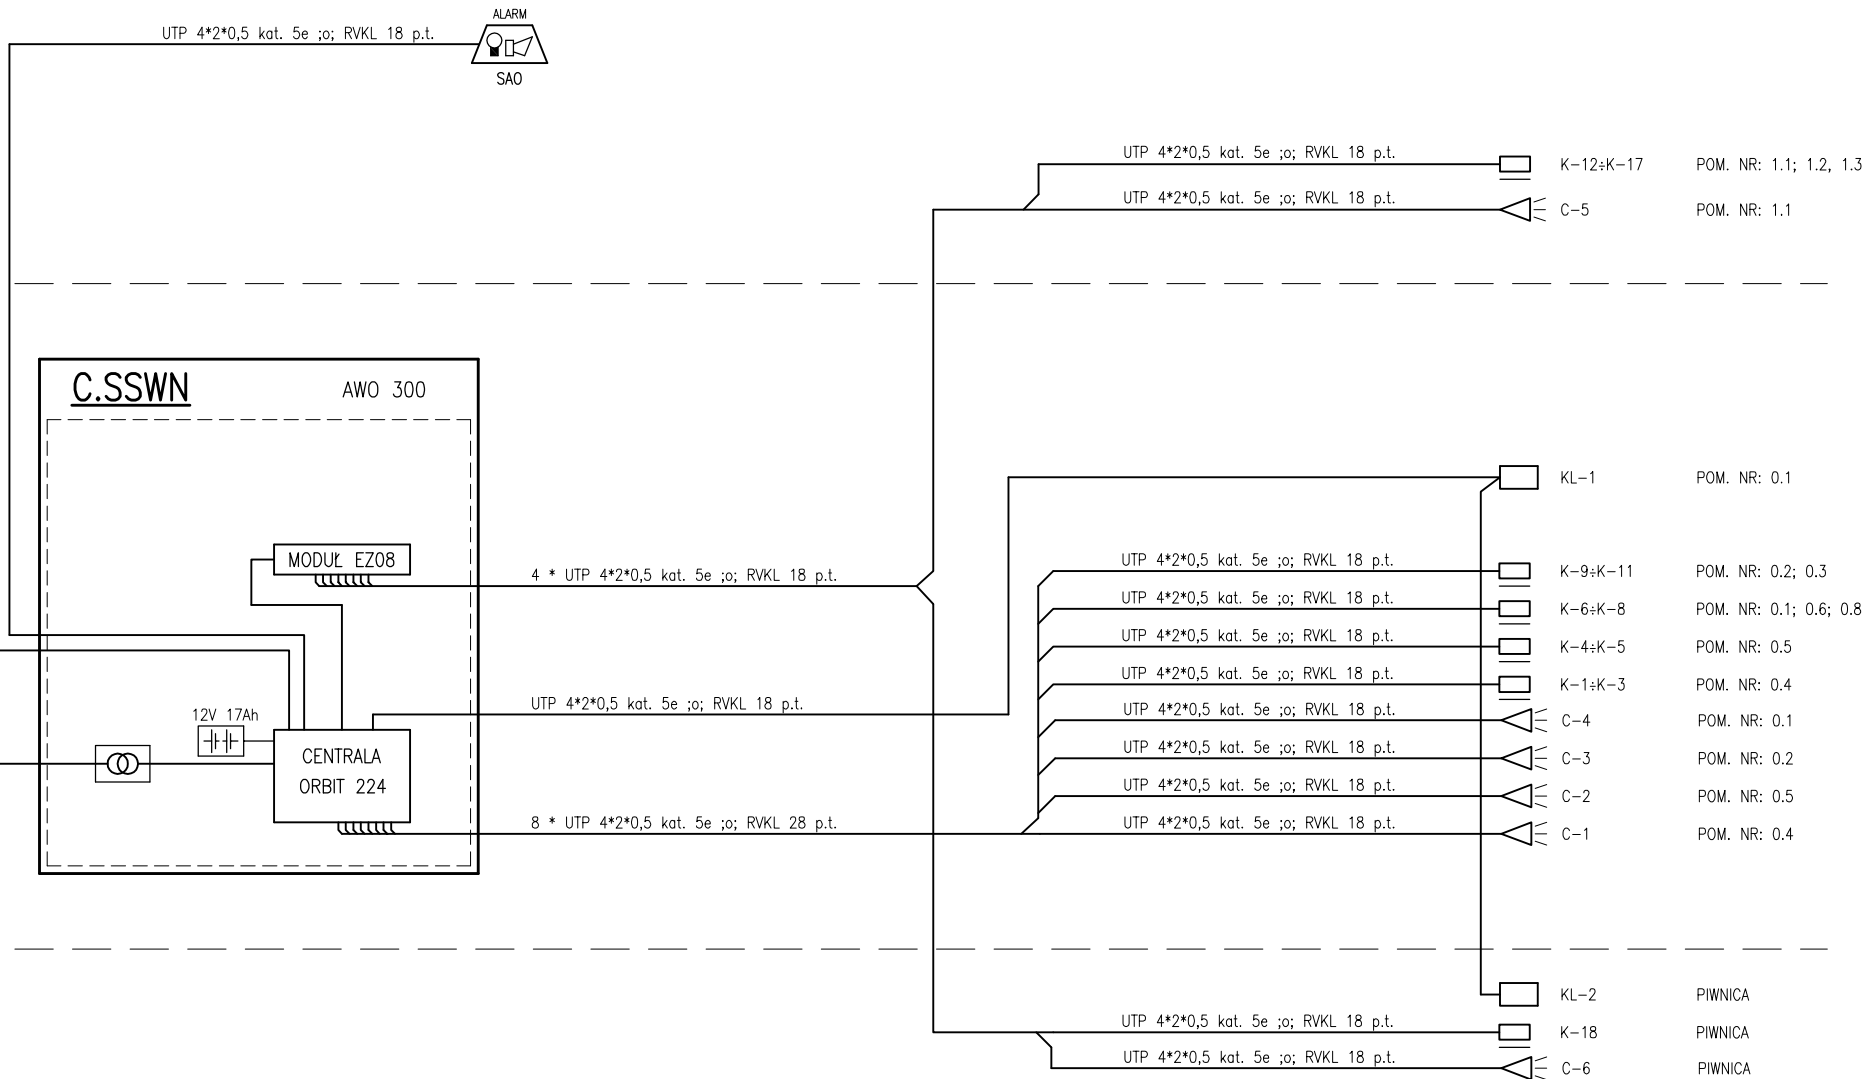 ALARM
UTP 4*2*0,5 kat. 5e ;o; RVKL 18 p.t.
SAO
UTP 4*2*0,5 kat. 5e ;o; RVKL 18 p.t.
K-12÷K-17 POM. NR: 1.1; 1.2, 1.3
UTP 4*2*0,5 kat. 5e ;o; RVKL 18 p.t.
C-5 POM. NR: 1.1
C.SSWN AWO 300
KL-1 POM. NR: 0.1
MODUŁ EZ08
4 * UTP 4*2*0,5 kat. 5e ;o; RVKL 18 p.t.
UTP 4*2*0,5 kat. 5e ;o; RVKL 18 p.t.
K-9÷K-11 POM. NR: 0.2; 0.3
UTP 4*2*0,5 kat. 5e ;o; RVKL 18 p.t.
K-6÷K-8 POM. NR: 0.1; 0.6; 0.8
UTP 4*2*0,5 kat. 5e ;o; RVKL 18 p.t.
K-4÷K-5 POM. NR: 0.5
UTP 4*2*0,5 kat. 5e ;o; RVKL 18 p.t.
K-1÷K-3 POM. NR: 0.4
UTP 4*2*0,5 kat. 5e ;o; RVKL 18 p.t.
12V 17Ah
UTP 4*2*0,5 kat. 5e ;o; RVKL 18 p.t.
C-4 POM. NR: 0.1
UTP 4*2*0,5 kat. 5e ;o; RVKL 18 p.t.
C-3 POM. NR: 0.2
CENTRALA
ORBIT 224
UTP 4*2*0,5 kat. 5e ;o; RVKL 18 p.t.
C-2 POM. NR: 0.5
8 * UTP 4*2*0,5 kat. 5e ;o; RVKL 28 p.t.
UTP 4*2*0,5 kat. 5e ;o; RVKL 18 p.t.
C-1 POM. NR: 0.4
KL-2 PIWNICA
UTP 4*2*0,5 kat. 5e ;o; RVKL 18 p.t.
K-18 PIWNICA
UTP 4*2*0,5 kat. 5e ;o; RVKL 18 p.t.
C-6 PIWNICA